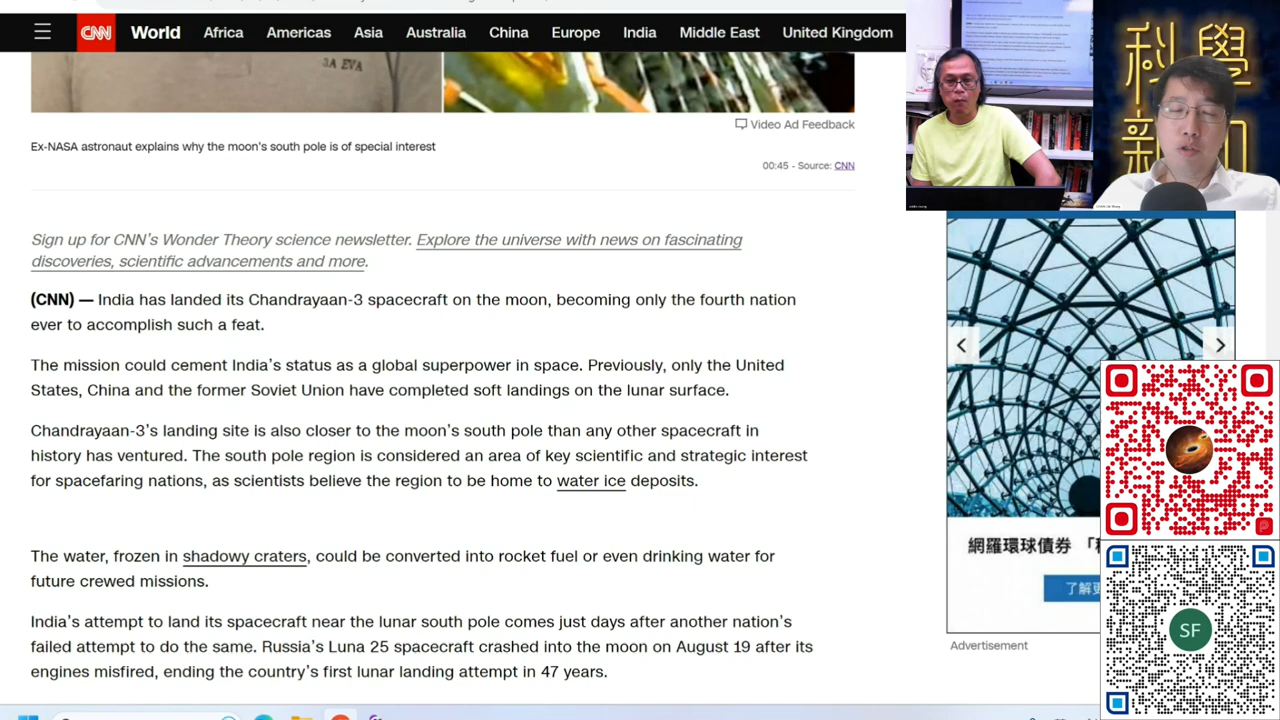 CNN World Africa Americas Asia Australia China Europe India Middle East United Kingdom
Video Ad Feedback
Ex-NASA astronaut explains why the moon's south pole is of special interest
00:45 - Source: CNN
Sign up for CNN's Wonder Theory science newsletter. Explore the universe with news on fascinating
discoveries, scientific advancements and more.
(CNN) — India has landed its Chandrayaan-3 spacecraft on the moon, becoming only the fourth nation
ever to accomplish such a feat.
The mission could cement India's status as a global superpower in space. Previously, only the United
States, China and the former Soviet Union have completed soft landings on the lunar surface.
Chandrayaan-3's landing site is also closer to the moon's south pole than any other spacecraft in
history has ventured. The south pole region is considered an area of key scientific and strategic interest
for spacefaring nations, as scientists believe the region to be home to water ice deposits.
The water, frozen in shadowy craters, could be converted into rocket fuel or even drinking water for
future crewed missions.
India's attempt to land its spacecraft near the lunar south pole comes just days after another nation's
failed attempt to do the same. Russia's Luna 25 spacecraft crashed into the moon on August 19 after its
engines misfired, ending the country's first lunar landing attempt in 47 years.
科學
新知
網羅環球債券
了解更
Advertisement
SF